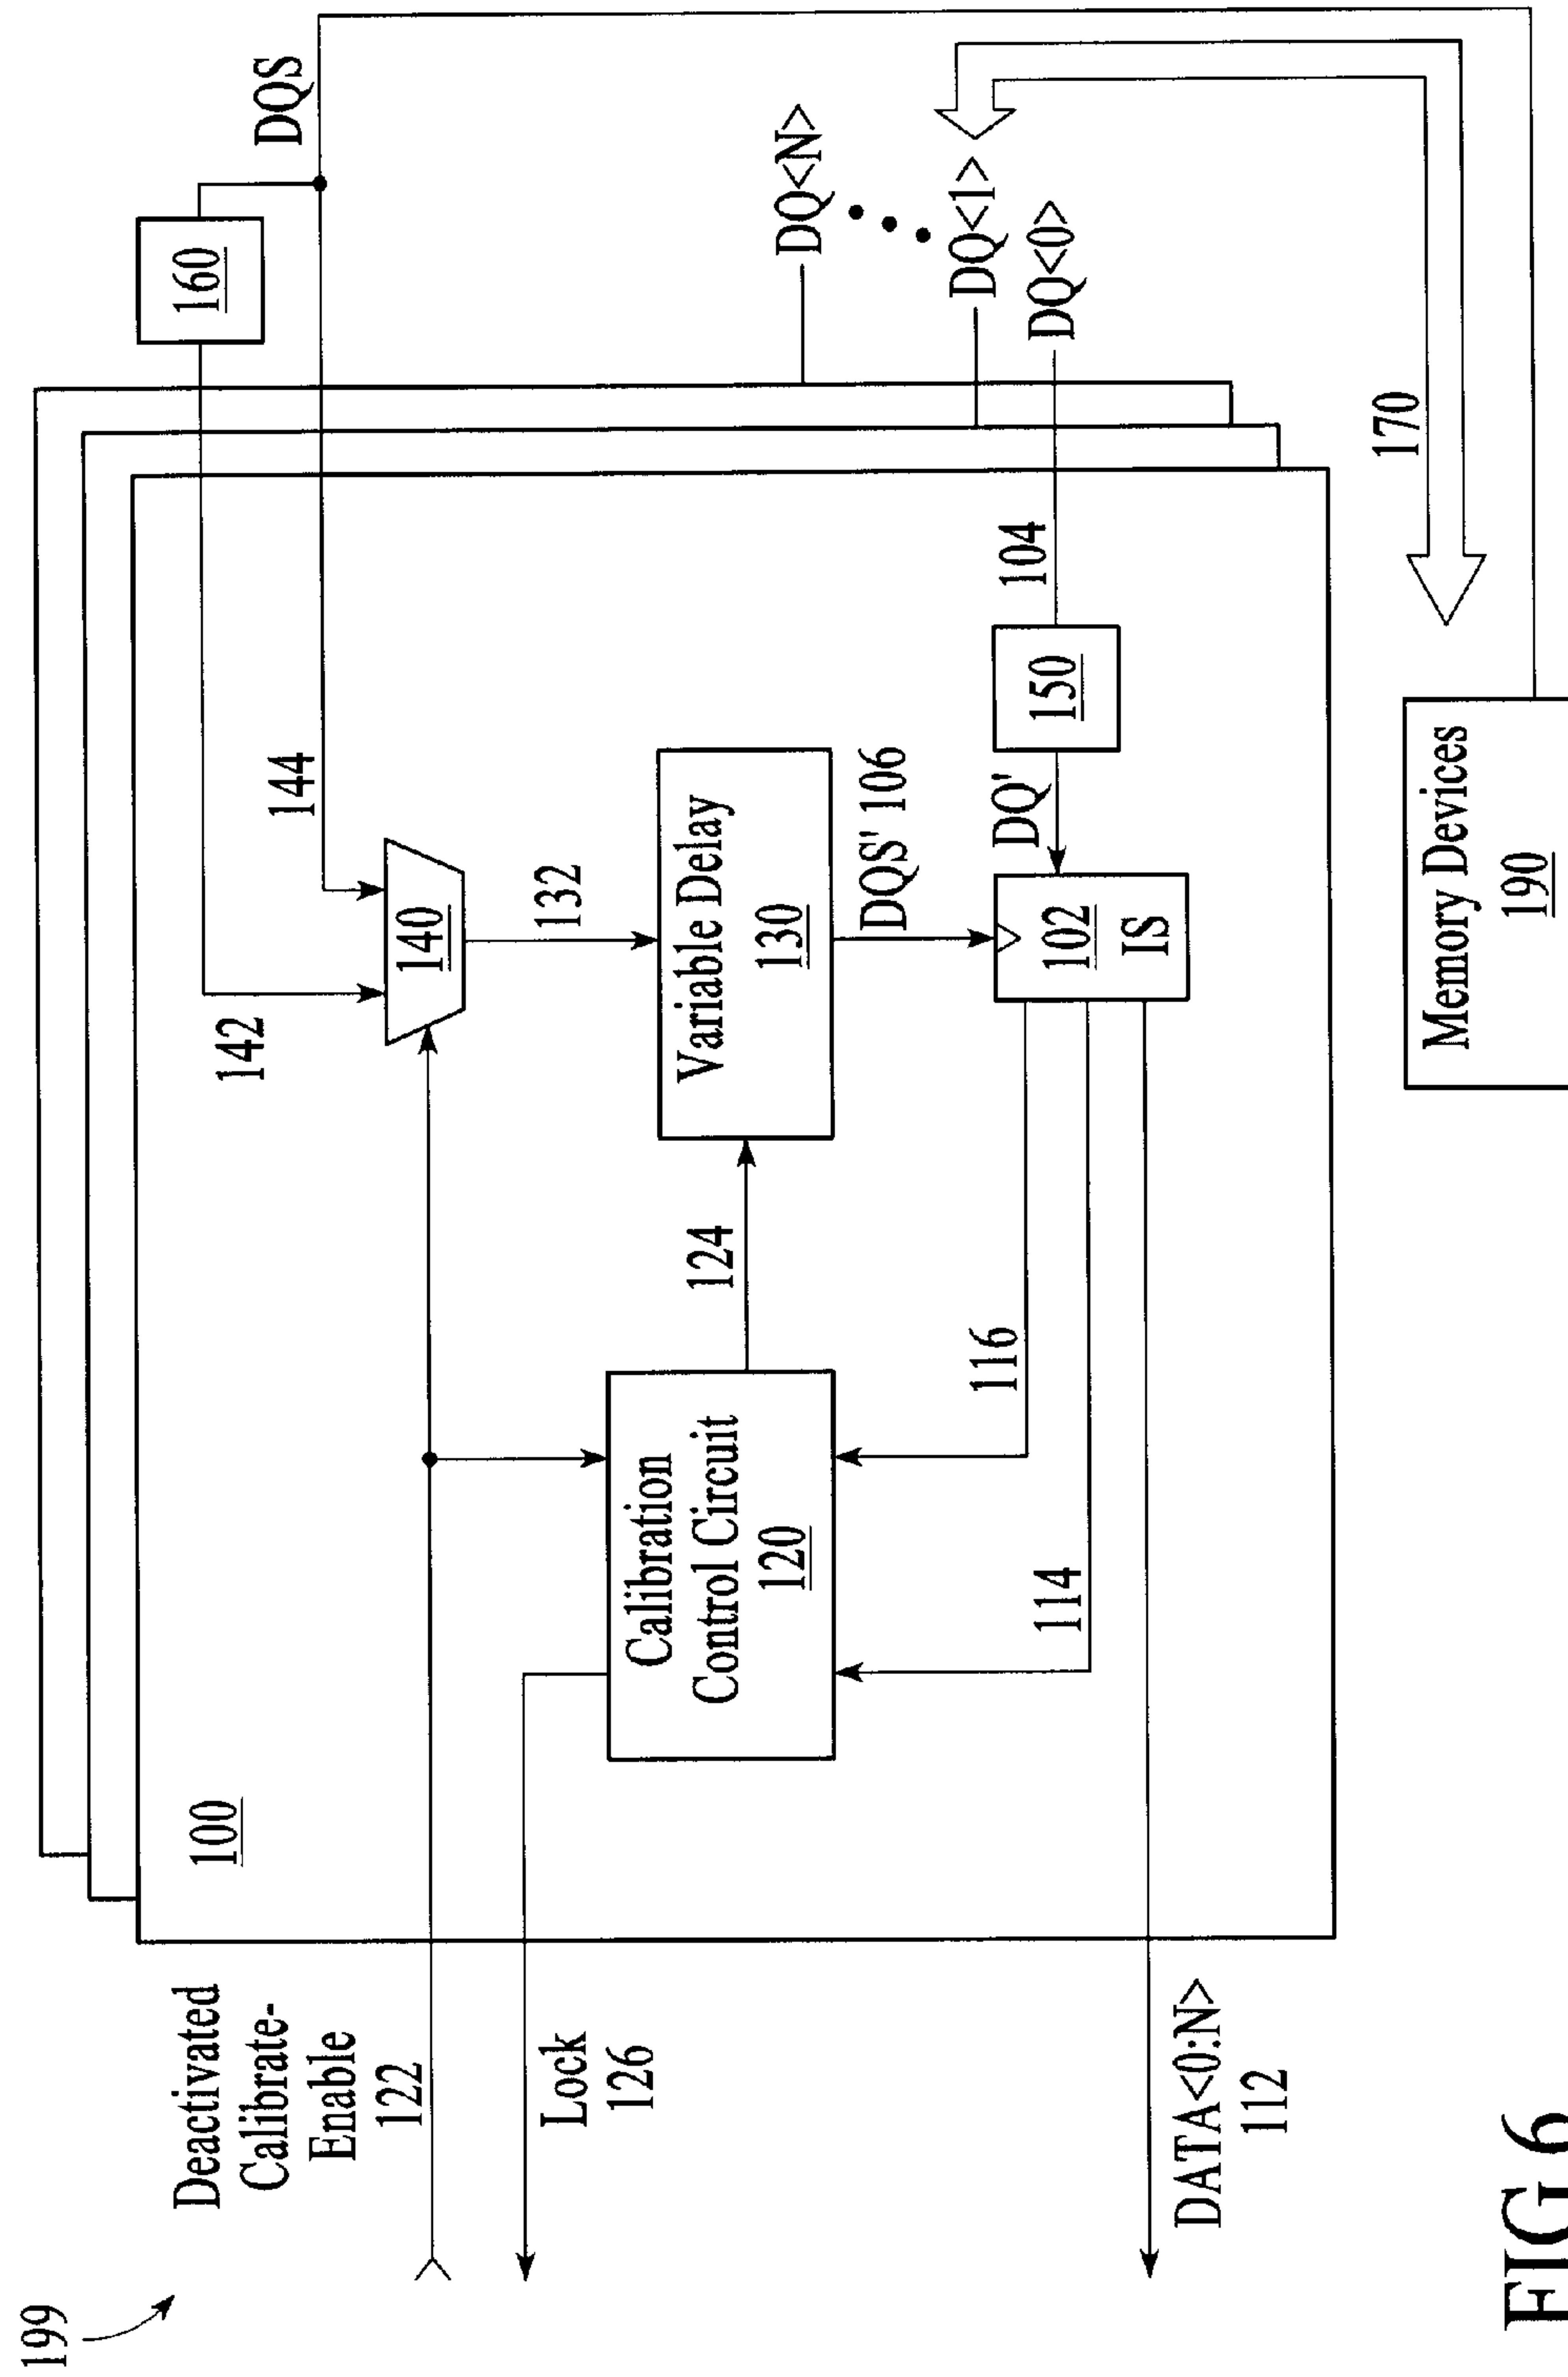 199
Deactivated
Calibrate-
Enable
122
Lock
126
DATA<0:N>
112
100
Calibration
Control Circuit
120
114
116
124
142
144
140
132
Variable Delay
130
DQS' 106
102
IS
DQ'
150
104
160
DQS
DQ<N>
DQ<1>
DQ<0>
170
Memory Devices
190
FIG 6